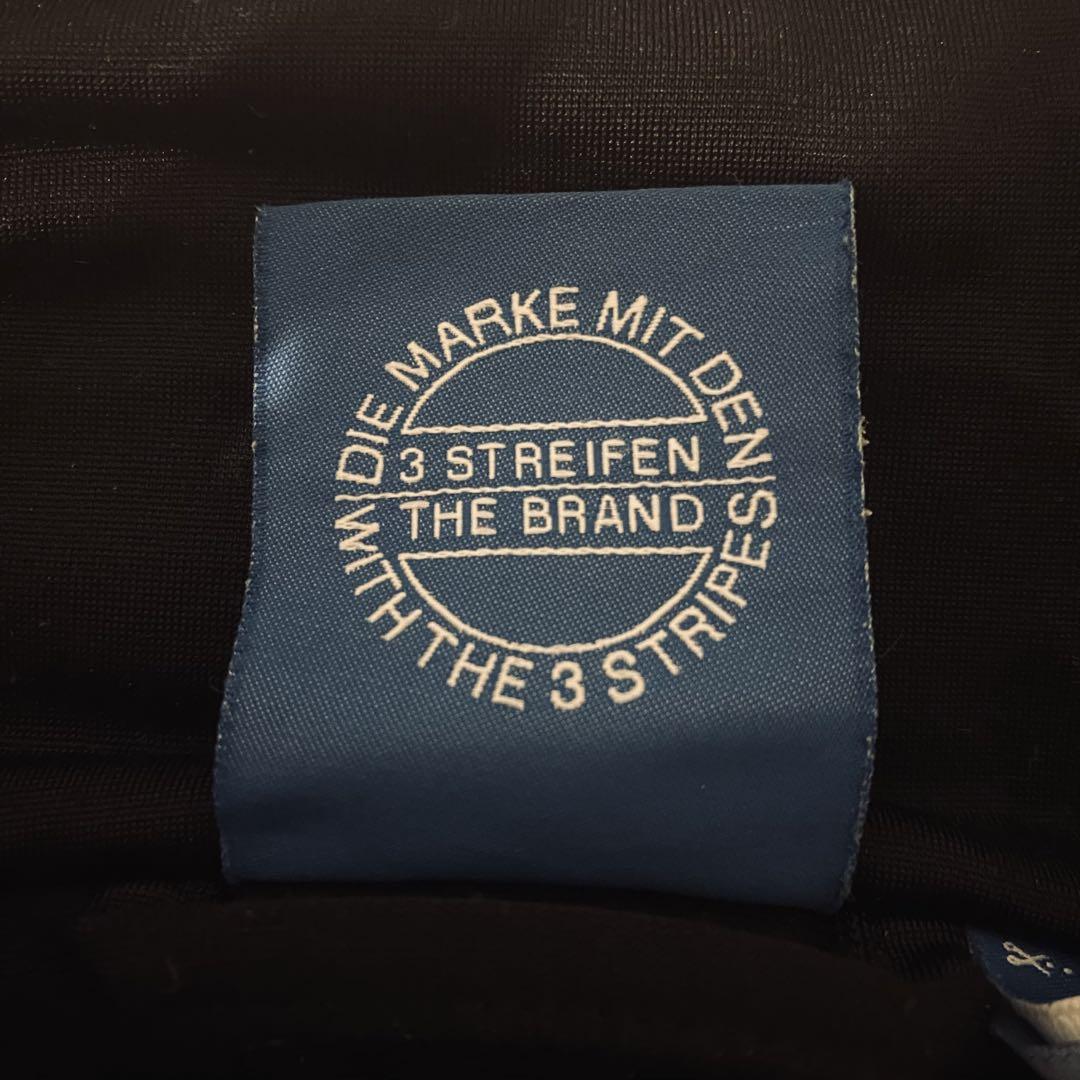 DIE MARKE MIT DEN
3 STREIFEN
THE BRAND
WITH THE 3 STRIPES